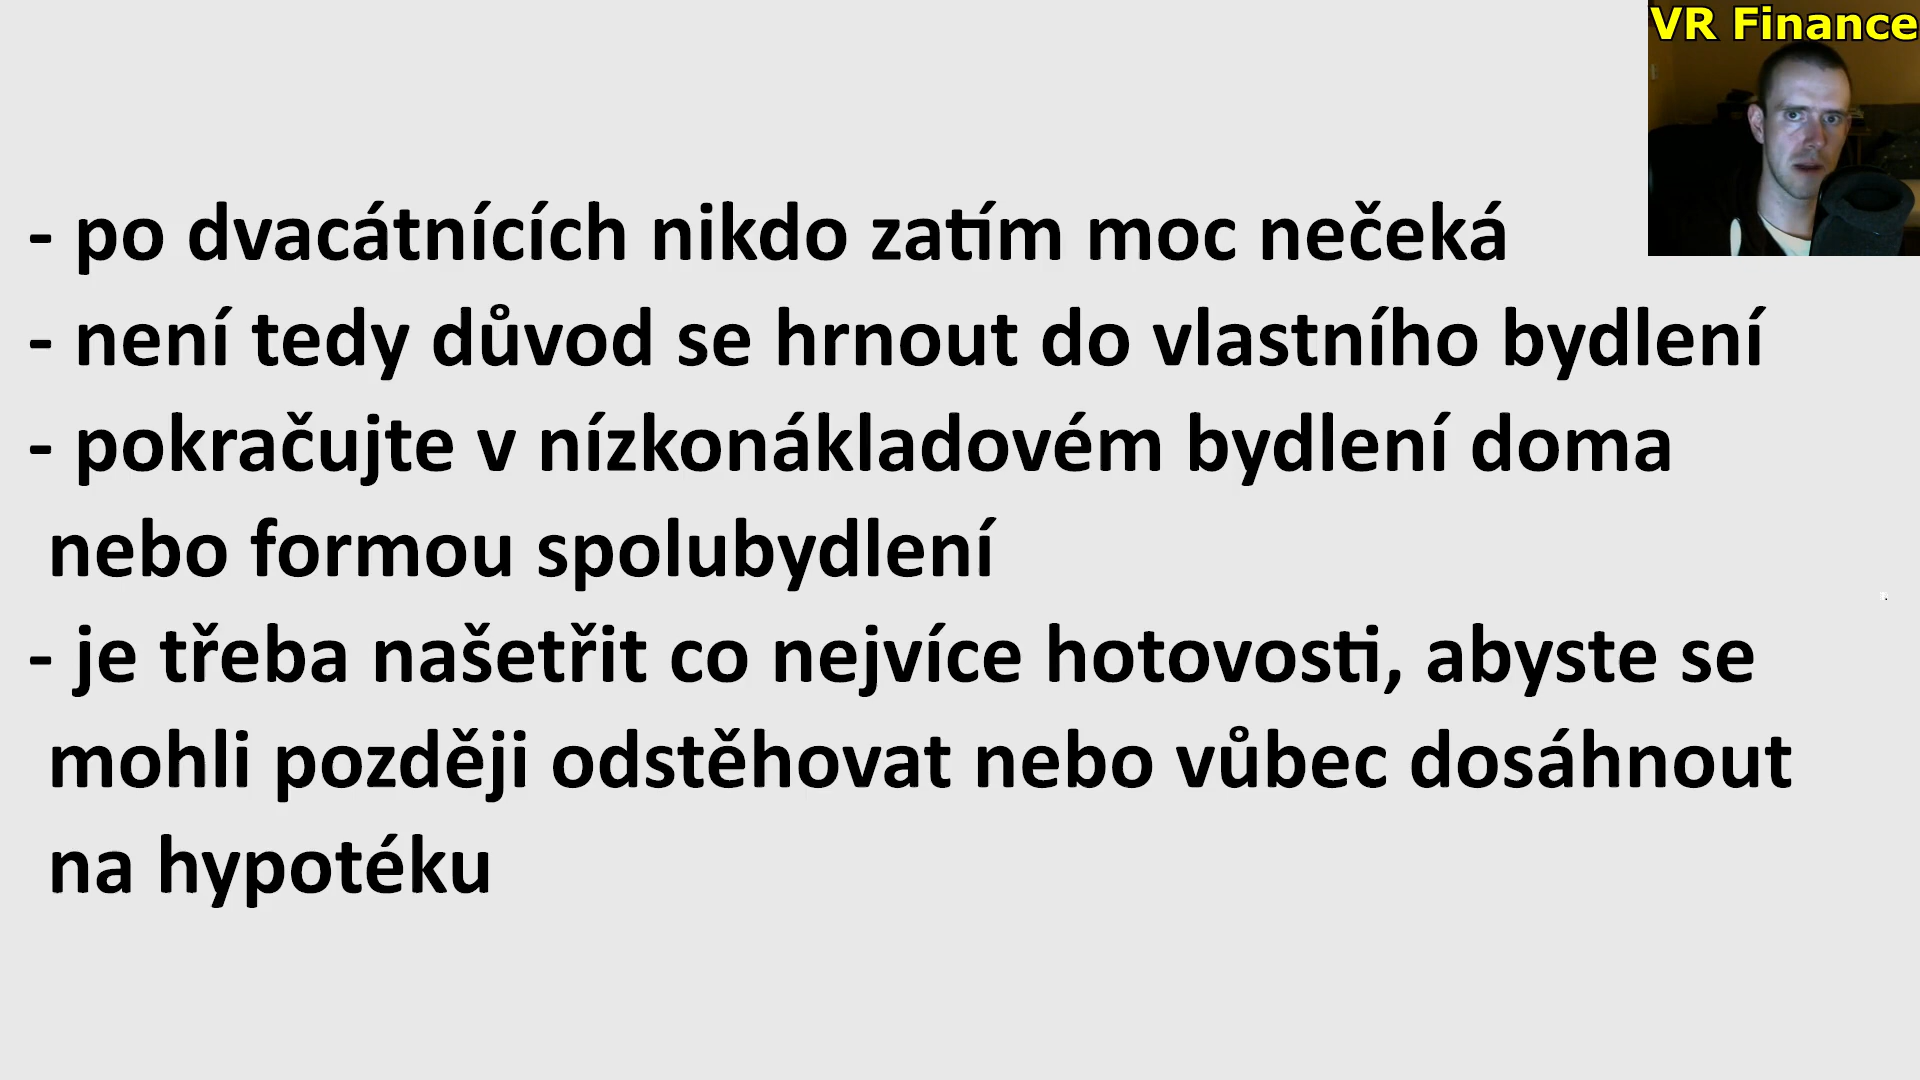 VR Finance
- po dvacátnících nikdo zatím moc nečeká
- není tedy důvod se hrnout do vlastního bydlení
- pokračujte v nízkonákladovém bydlení doma
nebo formou spolubydlení
- je třeba našetřit co nejvíce hotovosti, abyste se
mohli později odstěhovat nebo vůbec dosáhnout
na hypotéku